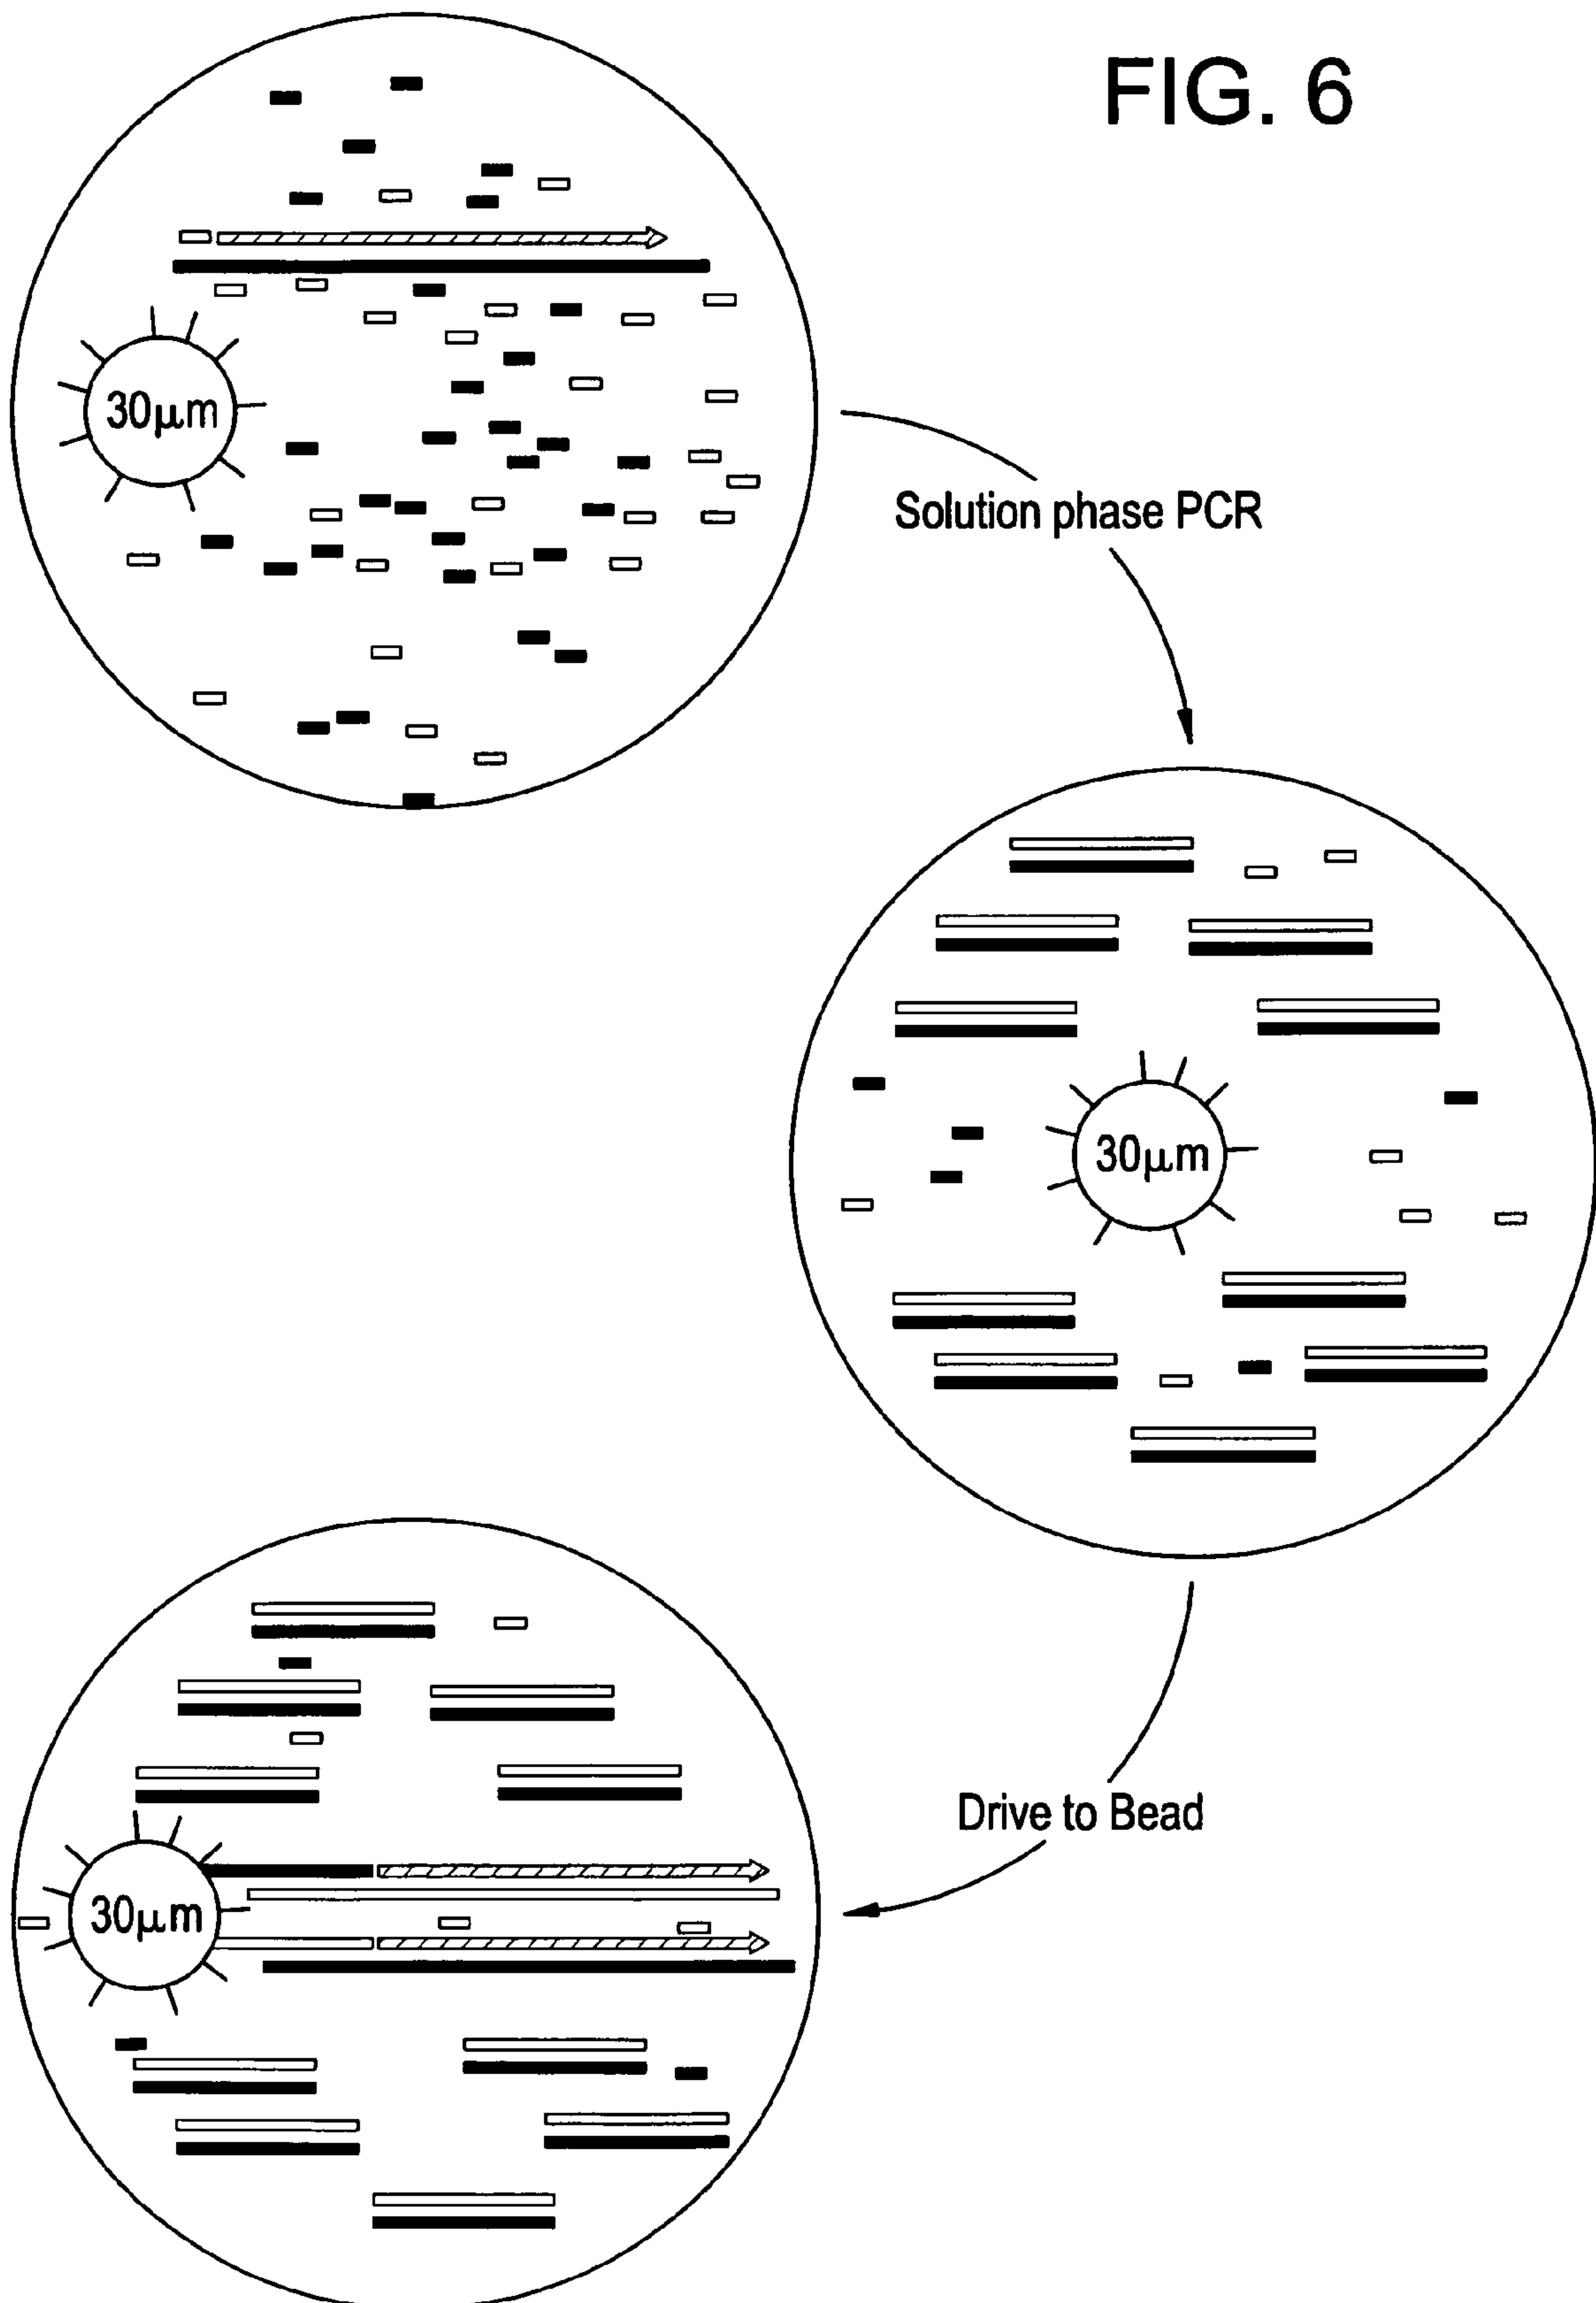 FIG. 6
30μm
Solution phase PCR
30μm
Drive to Bead
30μm